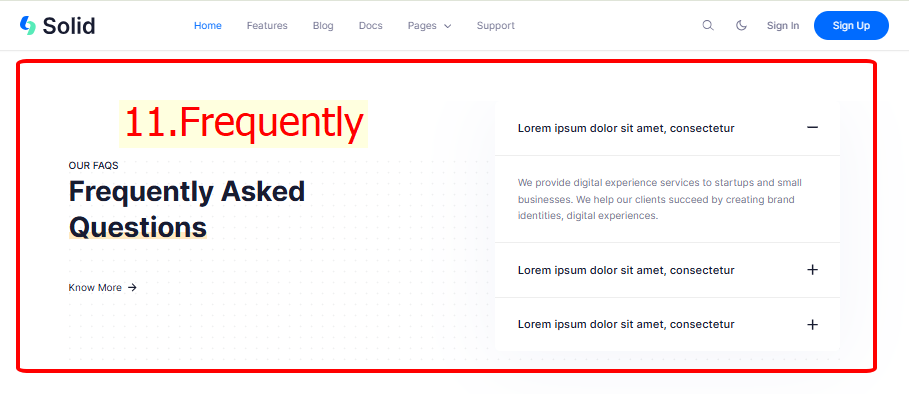 Solid
Home Features Blog Docs Pages Support Sign In Sign Up
11.Frequently
OUR FAQS
Frequently Asked
Questions
Know More
Lorem ipsum dolor sit amet, consectetur
We provide digital experience services to startups and small
businesses. We help our clients succeed by creating brand
identities, digital experiences.
Lorem ipsum dolor sit amet, consectetur
Lorem ipsum dolor sit amet, consectetur